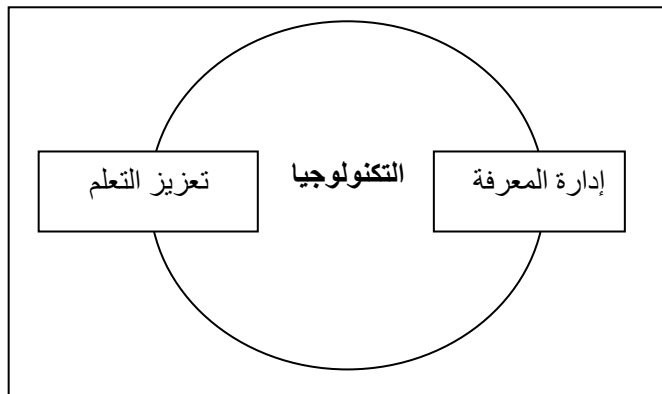 إدارة المعرفة
التكنولوجيا
تعزيز التعلم